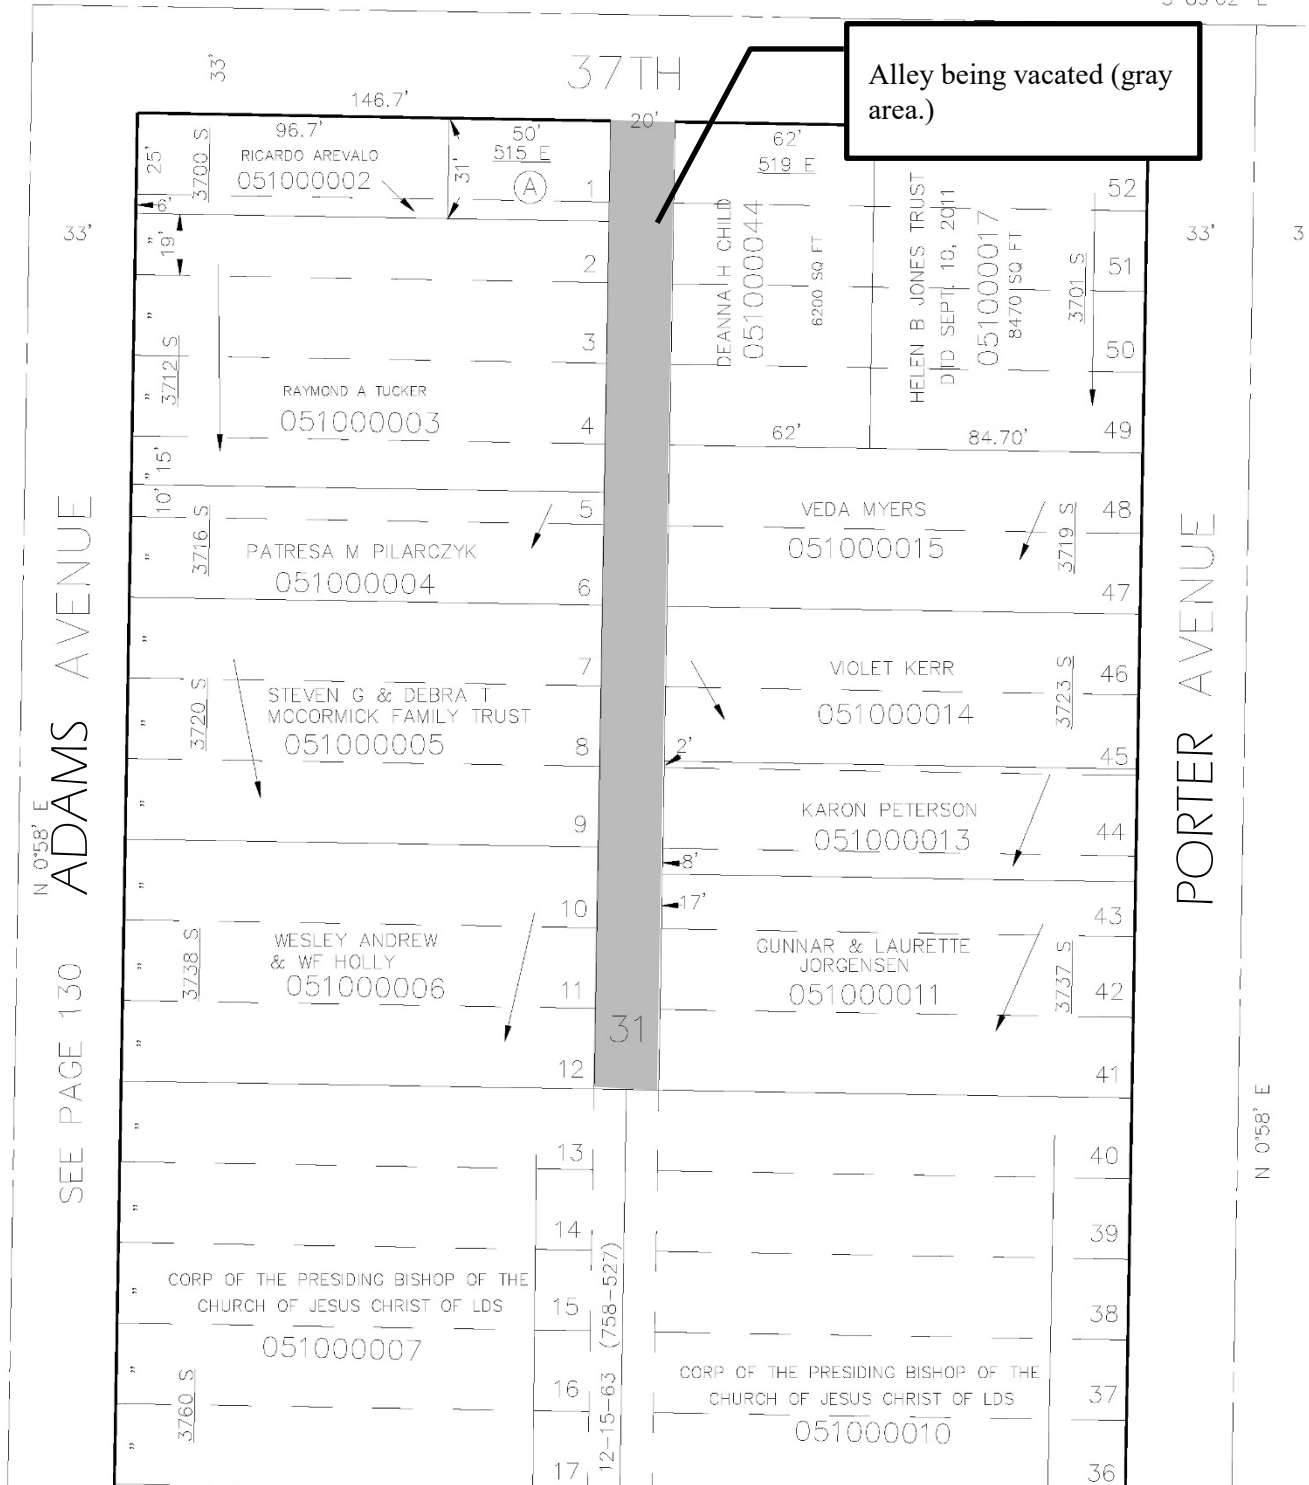 S 89°02' E
33'
37TH
Alley being vacated (gray
area.)
146.7'
20'
96.7'
50'
62'
25'
3700 S
RICARDO AREVALO
051000002
31'
515 E
A
1
519 E
52
6'
33'
19'
2
DEANNA H CHILD
051000044
6200 SQ FT
HELEN B JONES TRUST
DTD SEPT. 10, 2011
051000017
8470 SQ FT
3701 S
51
33'
3
3
50
3712 S
RAYMOND A TUCKER
051000003
4
62'
84.70'
49
15'
10'
5
VEDA MYERS
051000015
3719 S
48
3716 S
PATRESA M PILARCZYK
051000004
6
47
7
VIOLET KERR
051000014
3723 S
46
3720 S
STEVEN G & DEBRA T
MCCORMICK FAMILY TRUST
051000005
8
2'
45
ADAMS AVENUE
N 0°58' E
PORTER AVENUE
9
KARON PETERSON
051000013
44
8'
17'
10
43
3738 S
WESLEY ANDREW
& WF HOLLY
051000006
GUNNAR & LAURETTE
JORGENSEN
051000011
3737 S
11
42
31
12
41
SEE PAGE 130
N 0°58' E
13
40
14
39
CORP OF THE PRESIDING BISHOP OF THE
CHURCH OF JESUS CHRIST OF LDS
051000007
15
38
12-15-63 (758-527)
3760 S
16
CORP OF THE PRESIDING BISHOP OF THE
CHURCH OF JESUS CHRIST OF LDS
051000010
37
17
36